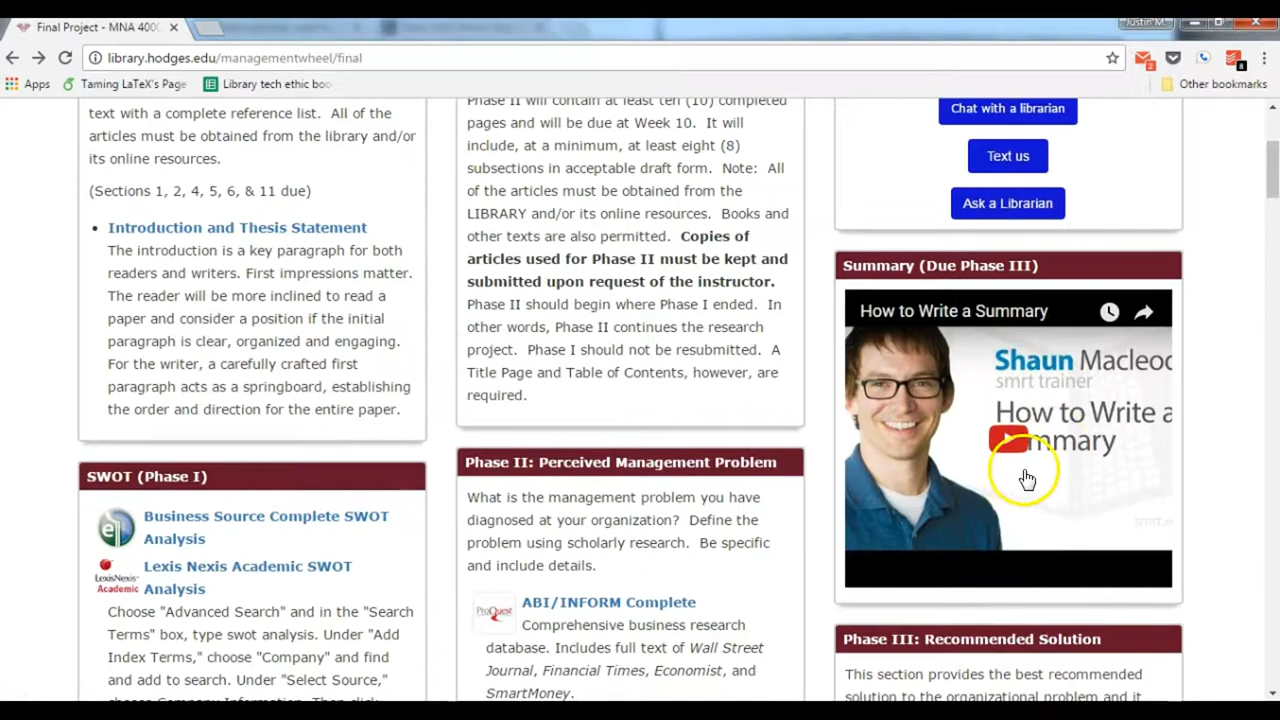 Final Project - MNA 400
Justin M.
library.hodges.edu/managementwheel/final
2
8
Apps
Taming LaTeX's Page
Library tech ethic boo
Other bookmarks
text with a complete reference list. All of the
articles must be obtained from the library and/or
its online resources.
(Sections 1, 2, 4, 5, 6, & 11 due)
• Introduction and Thesis Statement
The introduction is a key paragraph for both
readers and writers. First impressions matter.
The reader will be more inclined to read a
paper and consider a position if the initial
paragraph is clear, organized and engaging.
For the writer, a carefully crafted first
paragraph acts as a springboard, establishing
the order and direction for the entire paper.
SWOT (Phase I)
Business Source Complete SWOT
Analysis
LexisNexis
Academic
Lexis Nexis Academic SWOT
Analysis
Choose "Advanced Search" and in the "Search
Terms" box, type swot analysis. Under "Add
Index Terms," choose "Company" and find
and add to search. Under "Select Source,"
choose Company Information. Then click
Phase II will contain at least ten (10) completed
pages and will be due at Week 10. It will
include, at a minimum, at least eight (8)
subsections in acceptable draft form. Note: All
of the articles must be obtained from the
LIBRARY and/or its online resources. Books and
other texts are also permitted. Copies of
articles used for Phase II must be kept and
submitted upon request of the instructor.
Phase II should begin where Phase I ended. In
other words, Phase II continues the research
project. Phase I should not be resubmitted. A
Title Page and Table of Contents, however, are
required.
Phase II: Perceived Management Problem
What is the management problem you have
diagnosed at your organization? Define the
problem using scholarly research. Be specific
and include details.
ProQuest
ABI/INFORM Complete
Comprehensive business research
database. Includes full text of Wall Street
Journal, Financial Times, Economist, and
SmartMoney.
Chat with a librarian
Text us
Ask a Librarian
Summary (Due Phase III)
How to Write a Summary
Shaun Macleod
smrt trainer
How to Write a
Summary
Phase III: Recommended Solution
This section provides the best recommended
solution to the organizational problem and it